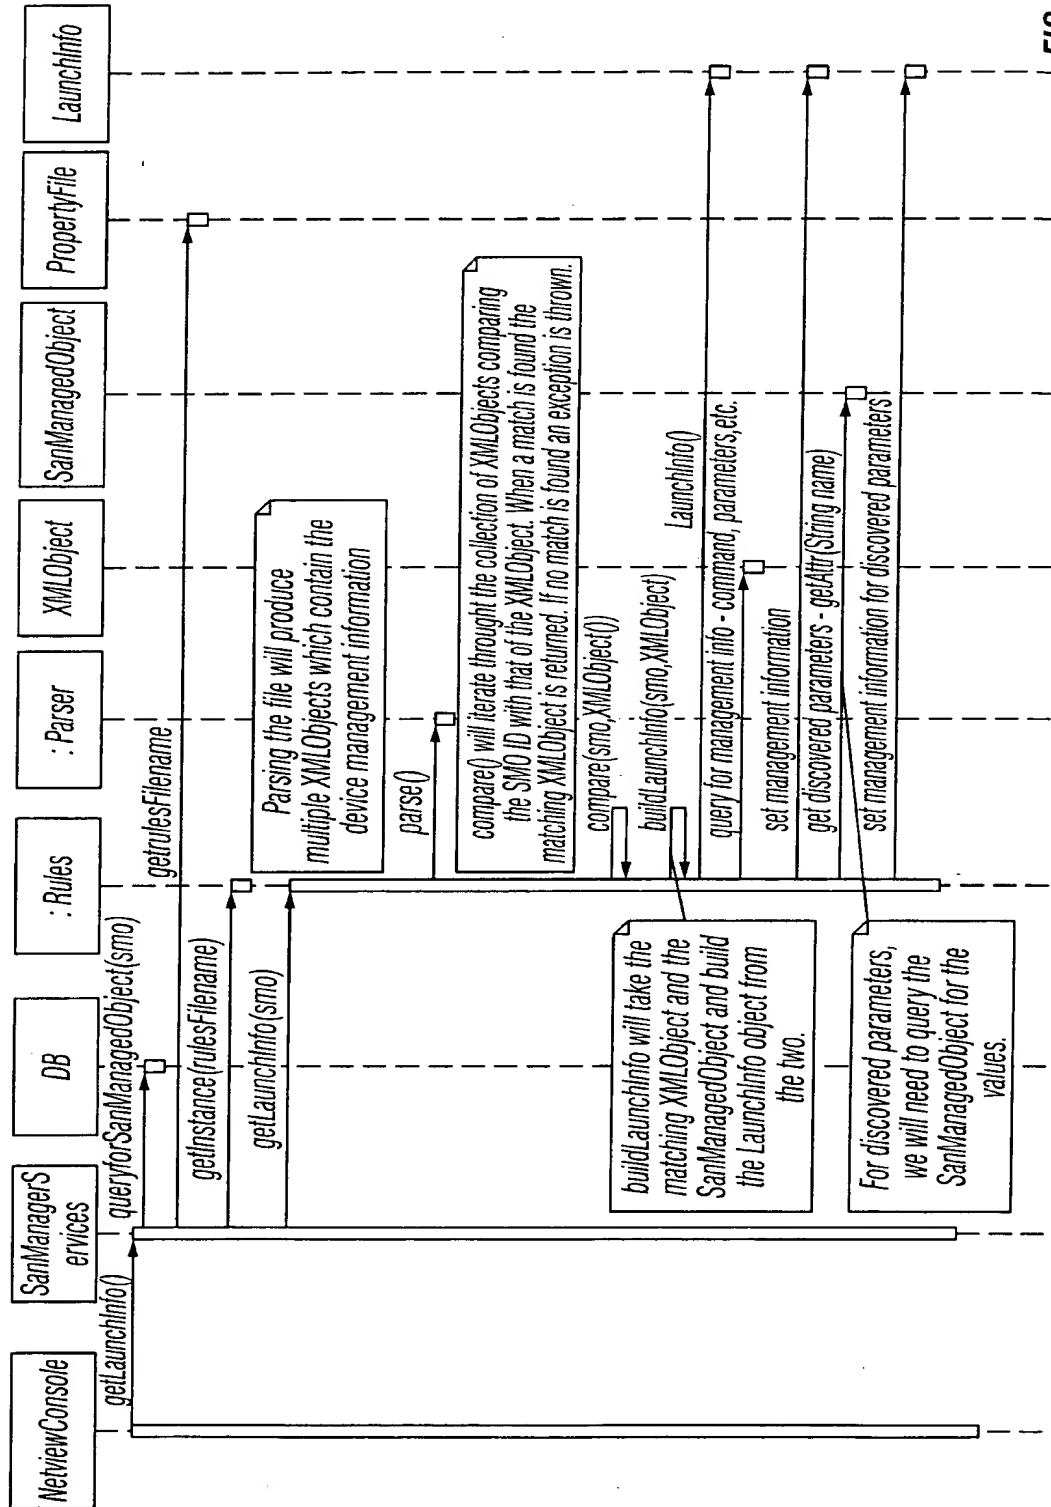 NetviewConsole
SanManagerS
ervices
DB
: Rules
: Parser
XMLObject
SanManagedObject
PropertyFile
LaunchInfo
getLaunchInfo()
queryforSanManagedObject(smo)
getrulesFilename
getInstance(rulesFilename)
getLaunchInfo(smo)
Parsing the file will produce
multiple XMLObjects which contain the
device management information
parse()
compare() will iterate throught the collection of XMLObjects comparing
the SMO ID with that of the XMLObject. When a match is found the
matching XMLObject is returned. If no match is found an exception is thrown.
compare(smo,XMLObject())
buildLaunchInfo(smo,XMLObject)
buildLaunchInfo will take the
matching XMLObject and the
SanManagedObject and build
the LaunchInfo object from
the two.
LaunchInfo()
query for management info - command, parameters,etc.
set management information
get discovered parameters - getAttr(String name)
For discovered parameters,
we will need to query the
SanManagedObject for the
values.
set management information for discovered parameters